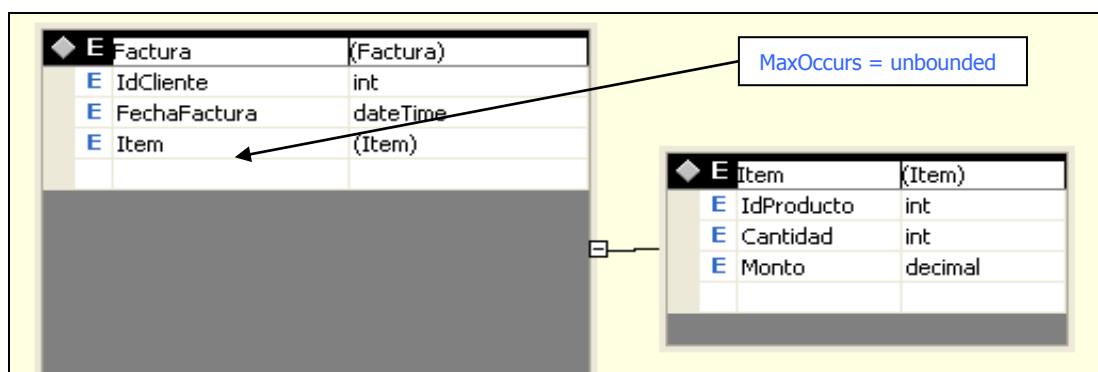 E Factura (Factura)
E IdCliente int
E FechaFactura dateTime
E Item (Item)
MaxOccurs = unbounded
E Item (Item)
E IdProducto int
E Cantidad int
E Monto decimal